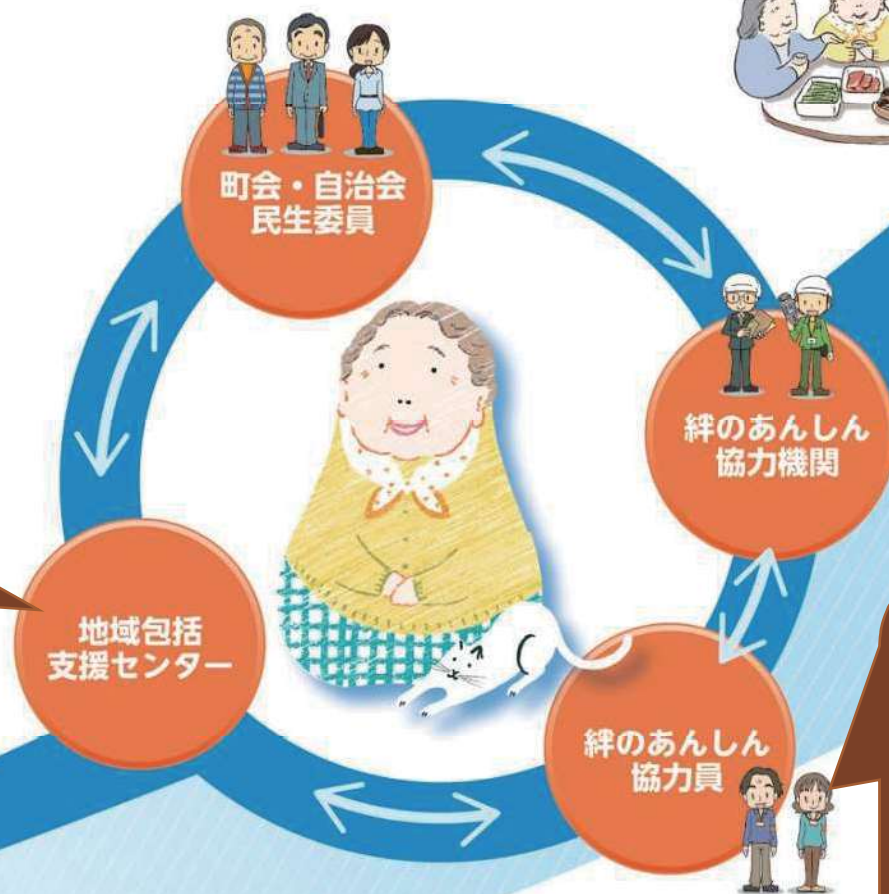 町会・自治会
民生委員
絆のあんしん
協力機関
地域包括
支援センター
絆のあんしん
協力員